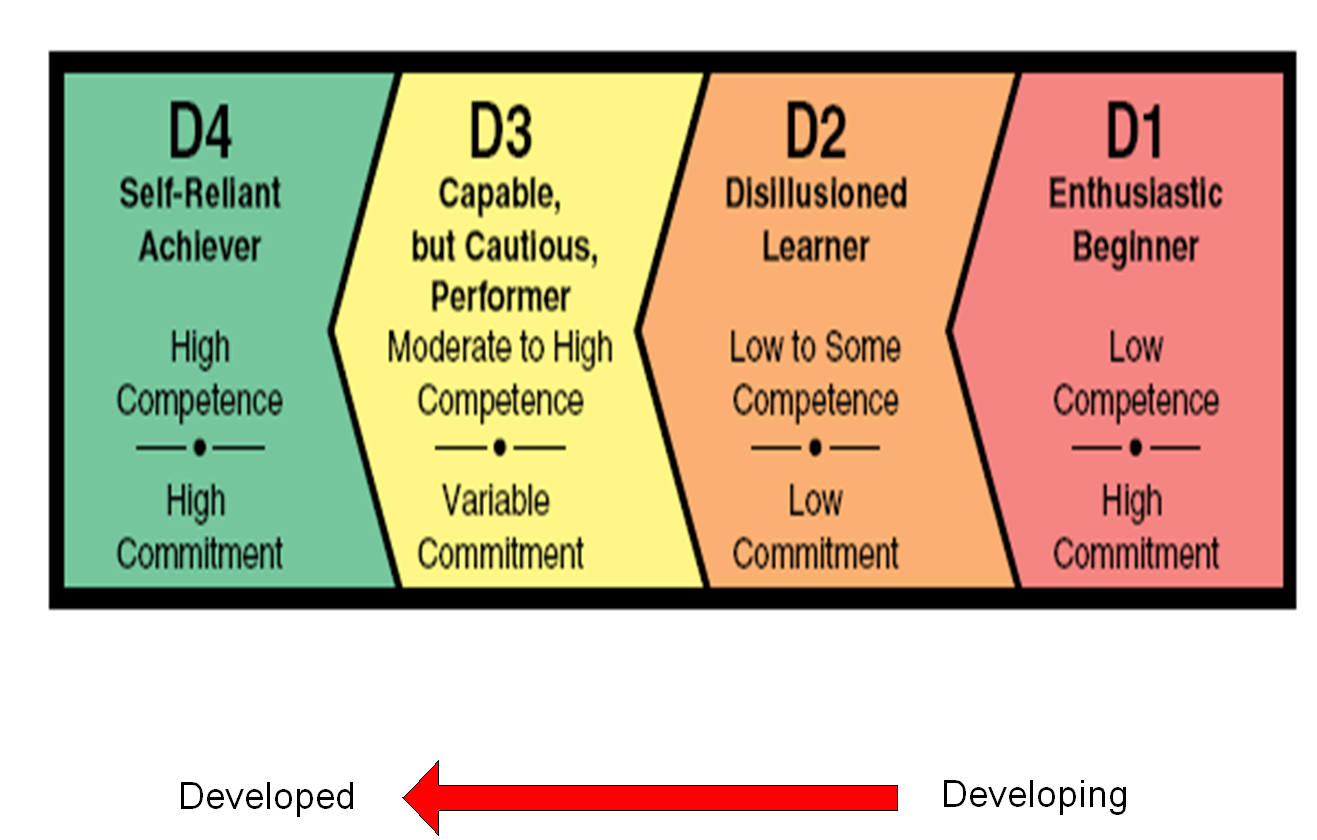 D4
Self-Reliant
Achiever
High
Competence
High
Commitment
D3
Capable,
but Cautious,
Performer
Moderate to High
Competence
Variable
Commitment
D2
Disillusioned
Learner
Low to Some
Competence
Low
Commitment
D1
Enthusiastic
Beginner
Low
Competence
High
Commitment
Developed
Developing